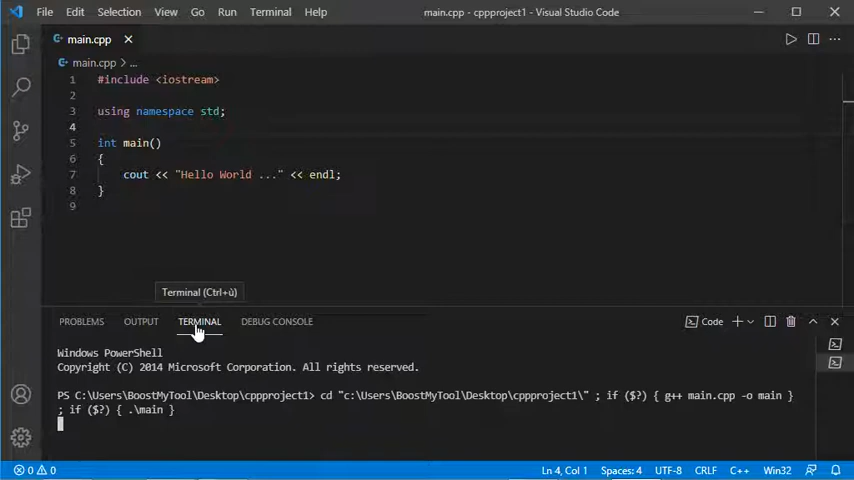 File Edit Selection View Go Run Terminal Help main.cpp - cppproject1 - Visual Studio Code
main.cpp
main.cpp > ...
1 #include <iostream>
2
3 using namespace std;
4
5 int main()
6 {
7 cout << "Hello World ..." << endl;
8 }
9
Terminal (Ctrl+ù)
PROBLEMS OUTPUT TERMINAL DEBUG CONSOLE Code
Windows PowerShell
Copyright (C) 2014 Microsoft Corporation. All rights reserved.
PS C:\Users\BoostMyTool\Desktop\cppproject1> cd "c:\Users\BoostMyTool\Desktop\cppproject1\" ; if ($?) { g++ main.cpp -o main }
; if ($?) { .\main }
0 0 Ln 4, Col 1 Spaces: 4 UTF-8 CRLF C++ Win32